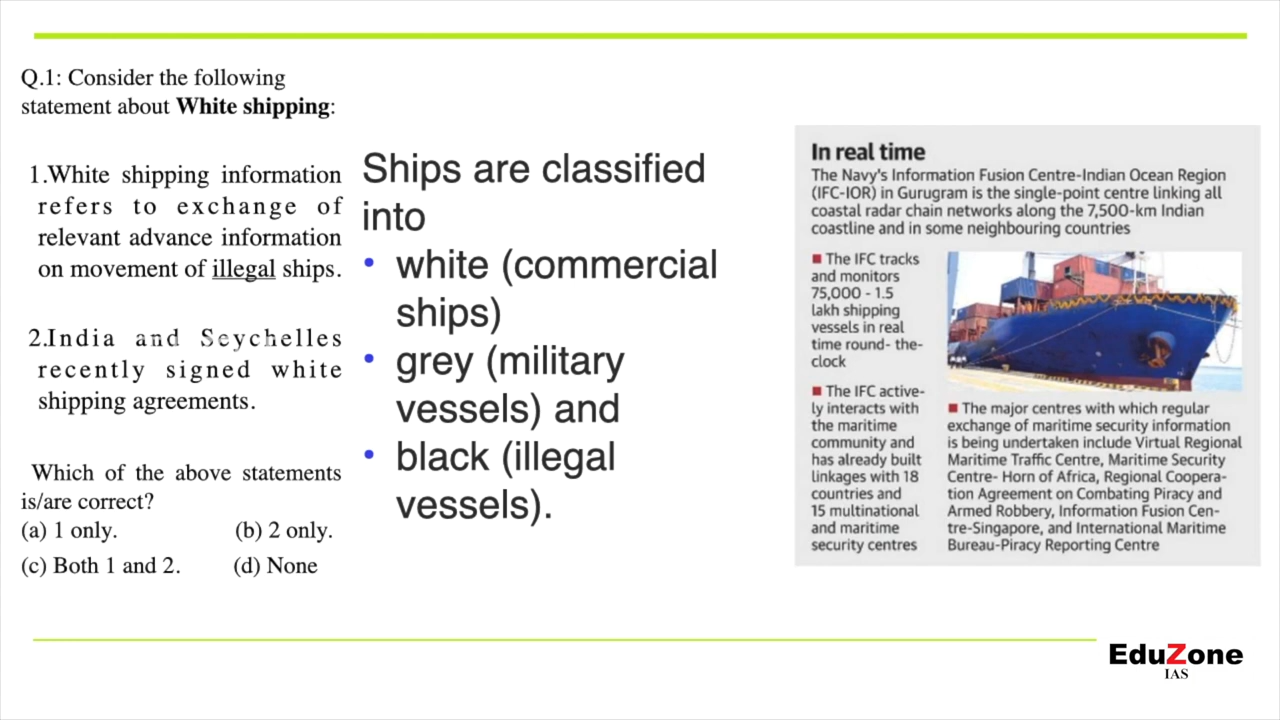 Q.1: Consider the following
statement about White shipping:
1.White shipping information
refers to exchange of
relevant advance information
on movement of illegal ships.
2.India and Seychelles
recently signed white
shipping agreements.
Which of the above statements
is/are correct?
(a) 1 only. (b) 2 only.
(c) Both 1 and 2. (d) None
Ships are classified
into
• white (commercial
ships)
• grey (military
vessels) and
• black (illegal
vessels).
In real time
The Navy's Information Fusion Centre-Indian Ocean Region
(IFC-IOR) in Gurugram is the single-point centre linking all
coastal radar chain networks along the 7,500-km Indian
coastline and in some neighbouring countries
■ The IFC tracks
and monitors
75,000 - 1.5
lakh shipping
vessels in real
time round- the-
clock
■ The IFC active-
ly interacts with
the maritime
community and
has already built
linkages with 18
countries and
15 multinational
and maritime
security centres
■ The major centres with which regular
exchange of maritime security information
is being undertaken include Virtual Regional
Maritime Traffic Centre, Maritime Security
Centre- Horn of Africa, Regional Coopera-
tion Agreement on Combating Piracy and
Armed Robbery, Information Fusion Cen-
tre-Singapore, and International Maritime
Bureau-Piracy Reporting Centre
EduZone
IAS